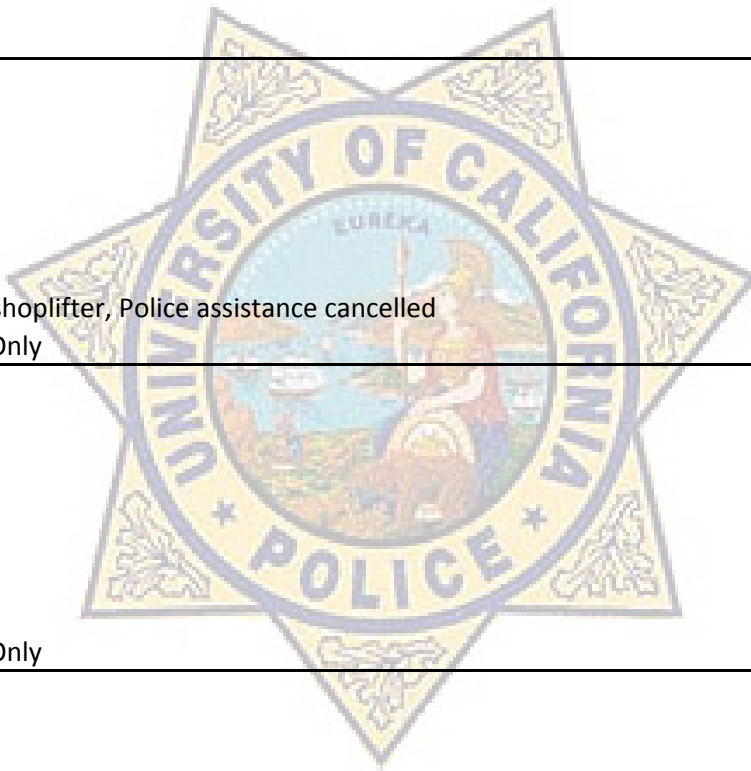 UNIVERSITY OF CALIFORNIA
EUREKA
shoplifter, Police assistance cancelled
Only
POLICE
Only